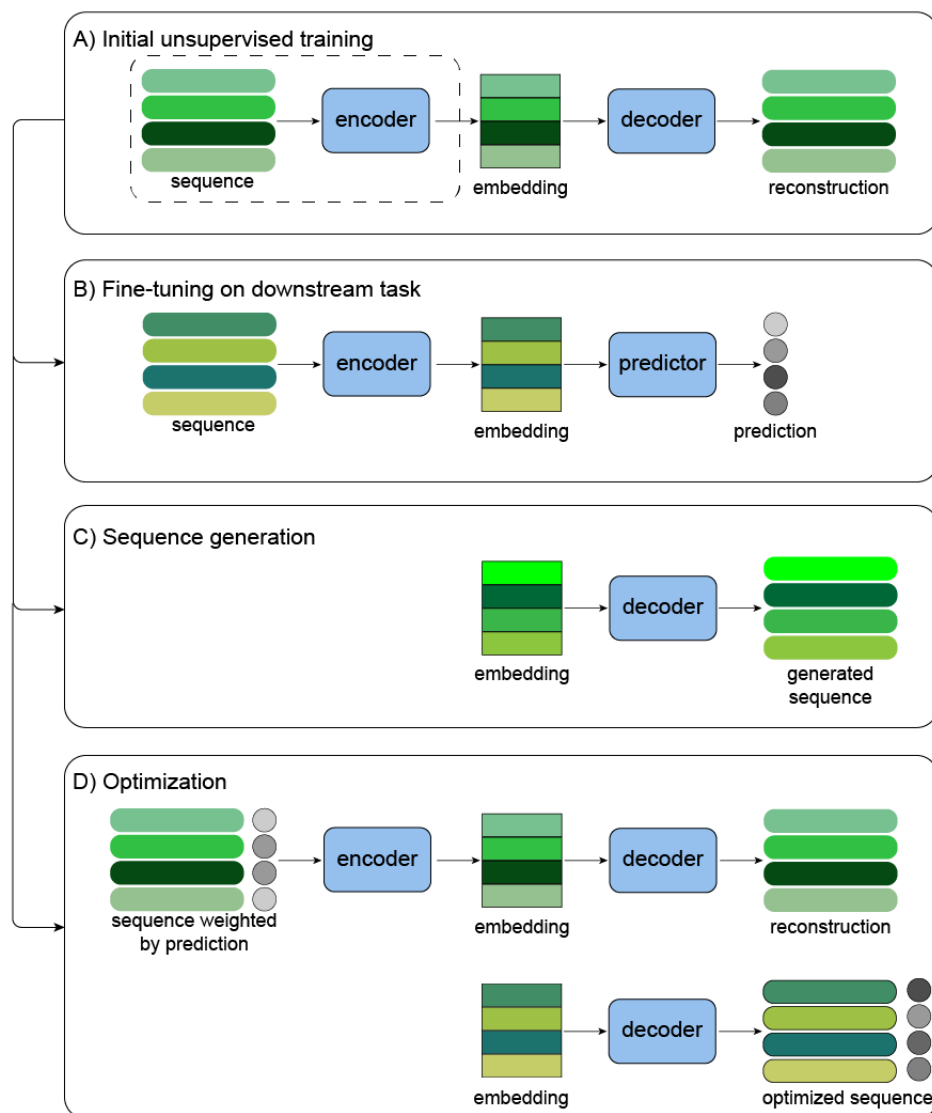 A) Initial unsupervised training
encoder
decoder
sequence
embedding
reconstruction
B) Fine-tuning on downstream task
encoder
predictor
sequence
embedding
prediction
C) Sequence generation
decoder
embedding
generated
sequence
D) Optimization
encoder
decoder
sequence weighted
by prediction
embedding
reconstruction
decoder
embedding
optimized sequence